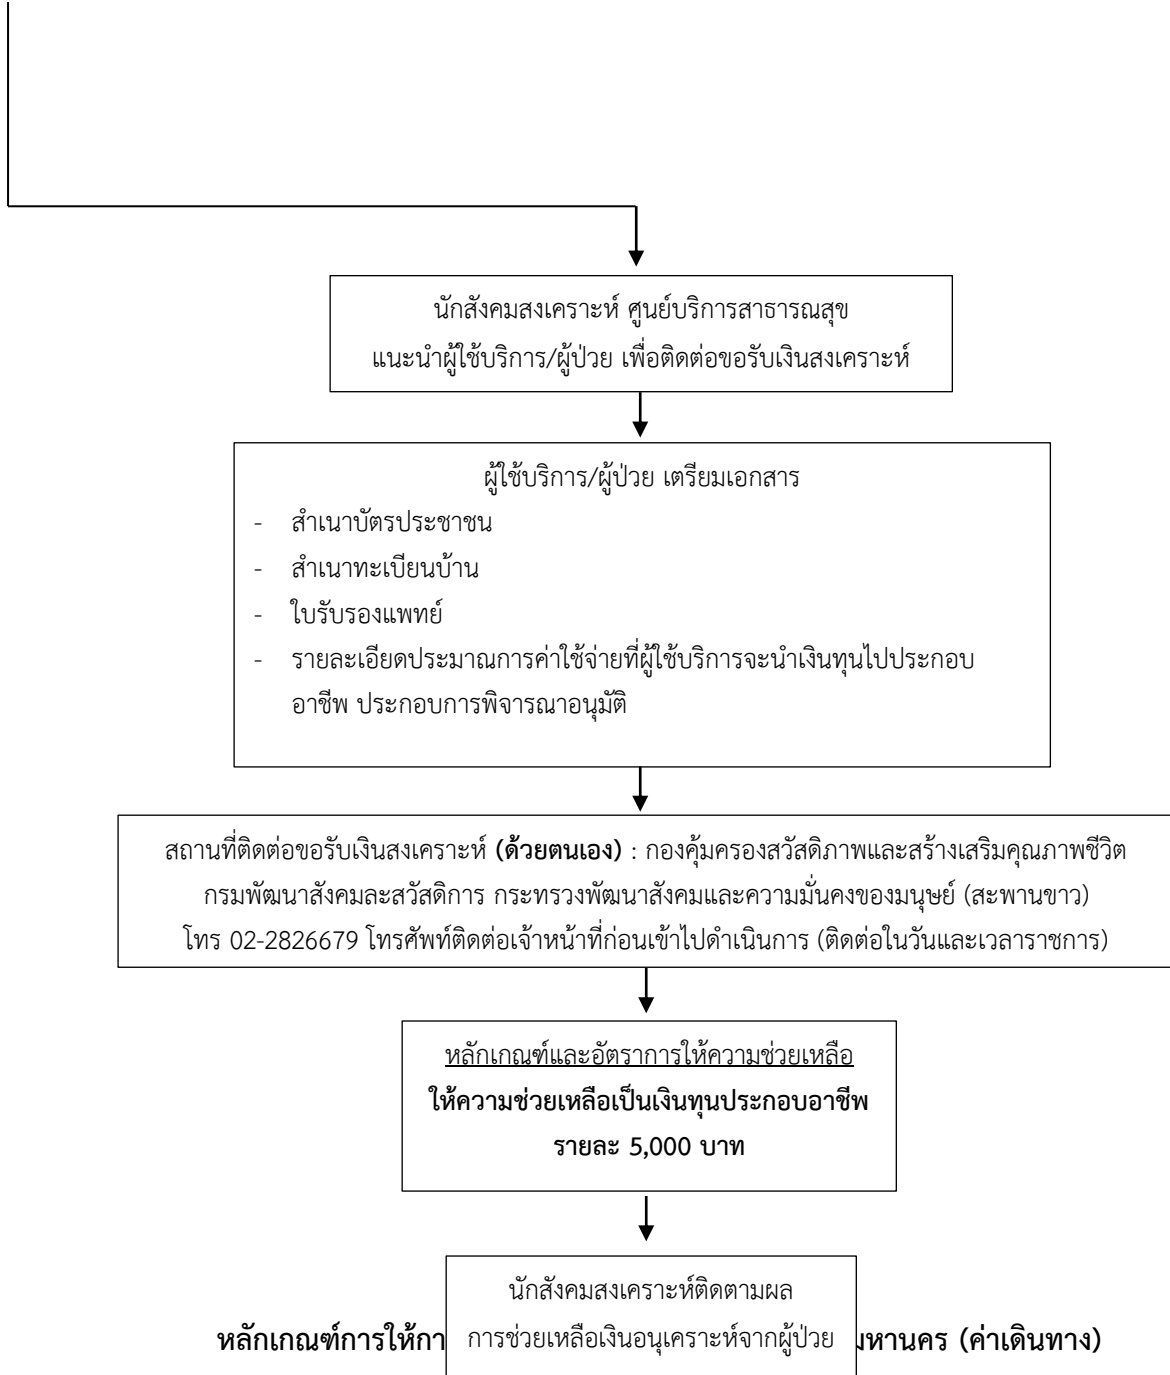 นักสังคมสงเคราะห์ ศูนย์บริการสาธารณสุข
แนะนำผู้ใช้บริการ/ผู้ป่วย เพื่อติดต่อขอรับเงินสงเคราะห์
ผู้ใช้บริการ/ผู้ป่วย เตรียมเอกสาร
- สำเนาบัตรประชาชน
- สำเนาทะเบียนบ้าน
- ใบรับรองแพทย์
- รายละเอียดประมาณการค่าใช้จ่ายที่ผู้ใช้บริการจะนำเงินทุนไปประกอบ
อาชีพ ประกอบการพิจารณาอนุมัติ
สถานที่ติดต่อขอรับเงินสงเคราะห์ (ด้วยตนเอง) : กองคุ้มครองสวัสดิภาพและสร้างเสริมคุณภาพชีวิต
กรมพัฒนาสังคมละสวัสดิการ กระทรวงพัฒนาสังคมและความมั่นคงของมนุษย์ (สะพานขาว)
โทร 02-2826679 โทรศัพท์ติดต่อเจ้าหน้าที่ก่อนเข้าไปดำเนินการ (ติดต่อในวันและเวลาราชการ)
หลักเกณฑ์และอัตราการให้ความช่วยเหลือ
ให้ความช่วยเหลือเป็นเงินทุนประกอบอาชีพ
รายละ 5,000 บาท
นักสังคมสงเคราะห์ติดตามผล
การช่วยเหลือเงินอนุเคราะห์จากผู้ป่วย
หลักเกณฑ์การให้กา มหานคร (ค่าเดินทาง)